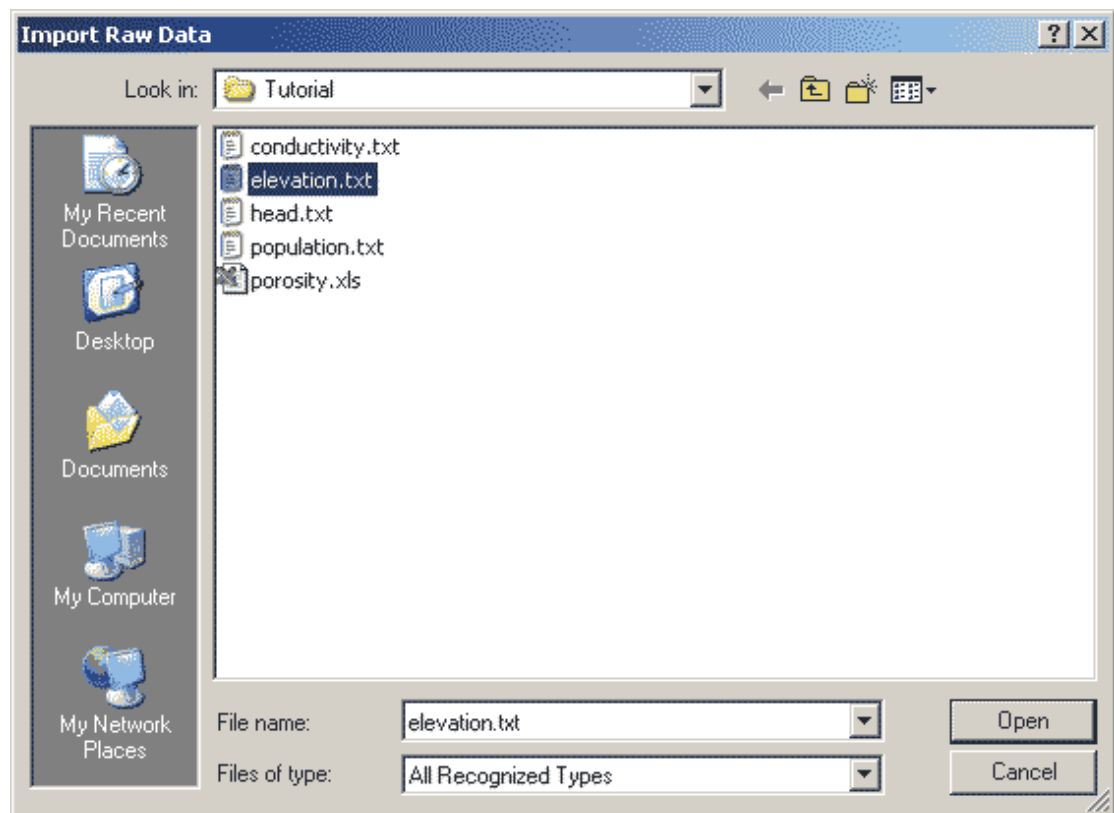 Import Raw Data
Look in: Tutorial
My Recent
Documents
Desktop
Documents
My Computer
My Network
Places
conductivity.txt
elevation.txt
head.txt
population.txt
porosity.xls
File name: elevation.txt Open
Files of type: All Recognized Types Cancel